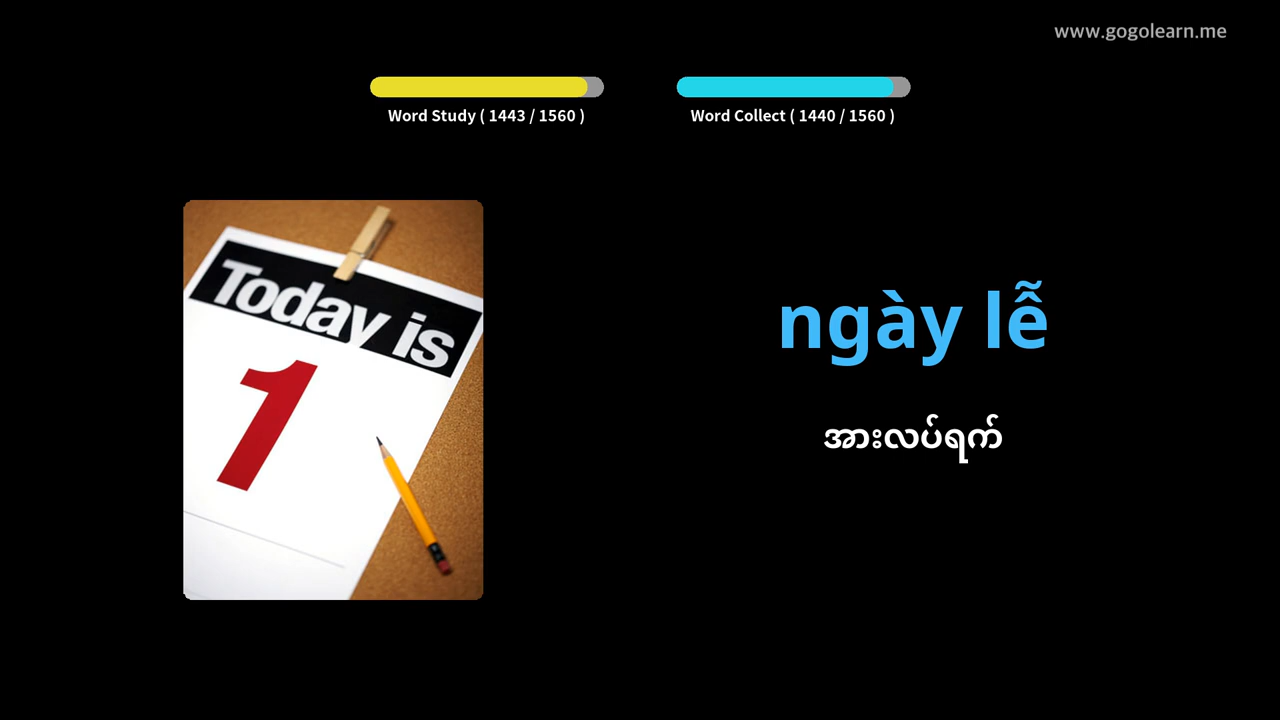 www.gogolearn.me
Word Study ( 1443 / 1560 )
Word Collect ( 1440 / 1560 )
Today is
1
ngày lễ
အားလပ်ရက်